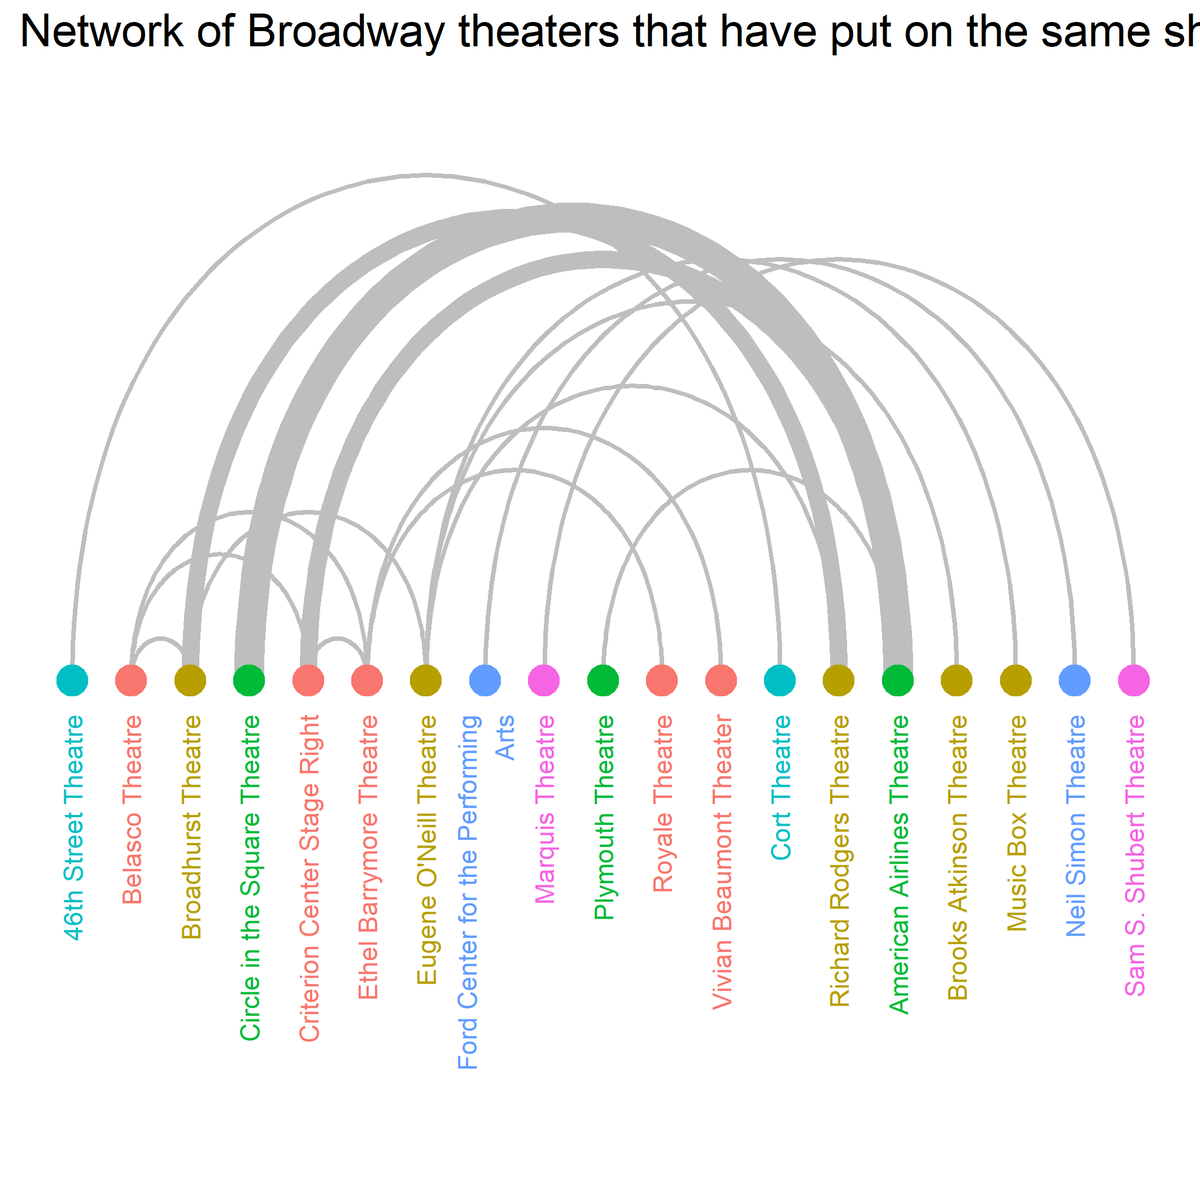 Network of Broadway theaters that have put on the same sh
46th Street Theatre
Belasco Theatre
Broadhurst Theatre
Circle in the Square Theatre
Criterion Center Stage Right
Ethel Barrymore Theatre
Eugene O'Neill Theatre
Ford Center for the Performing
Arts
Marquis Theatre
Plymouth Theatre
Royale Theatre
Vivian Beaumont Theater
Cort Theatre
Richard Rodgers Theatre
American Airlines Theatre
Brooks Atkinson Theatre
Music Box Theatre
Neil Simon Theatre
Sam S. Shubert Theatre